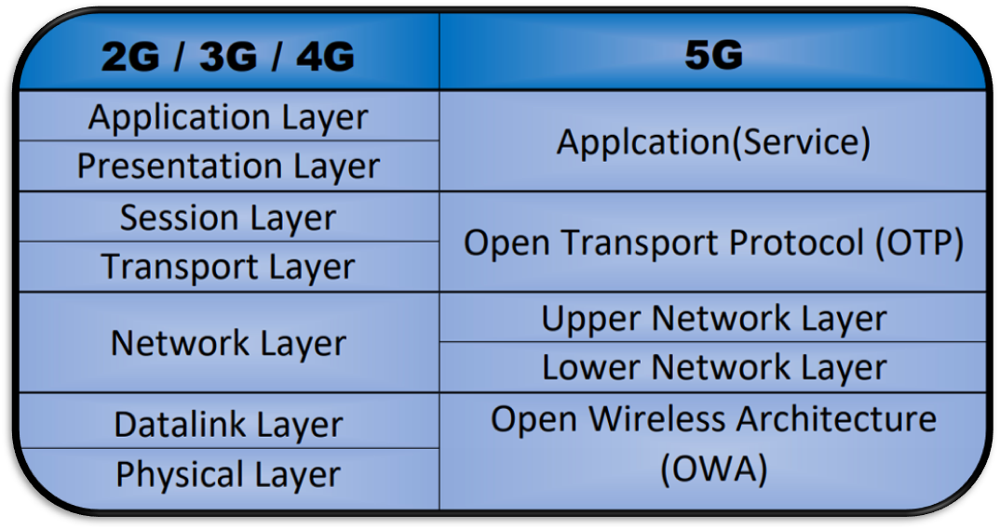 2G / 3G / 4G
5G
Application Layer
Presentation Layer
Applcation(Service)
Session Layer
Transport Layer
Open Transport Protocol (OTP)
Network Layer
Upper Network Layer
Lower Network Layer
Datalink Layer
Physical Layer
Open Wireless Architecture
(OWA)